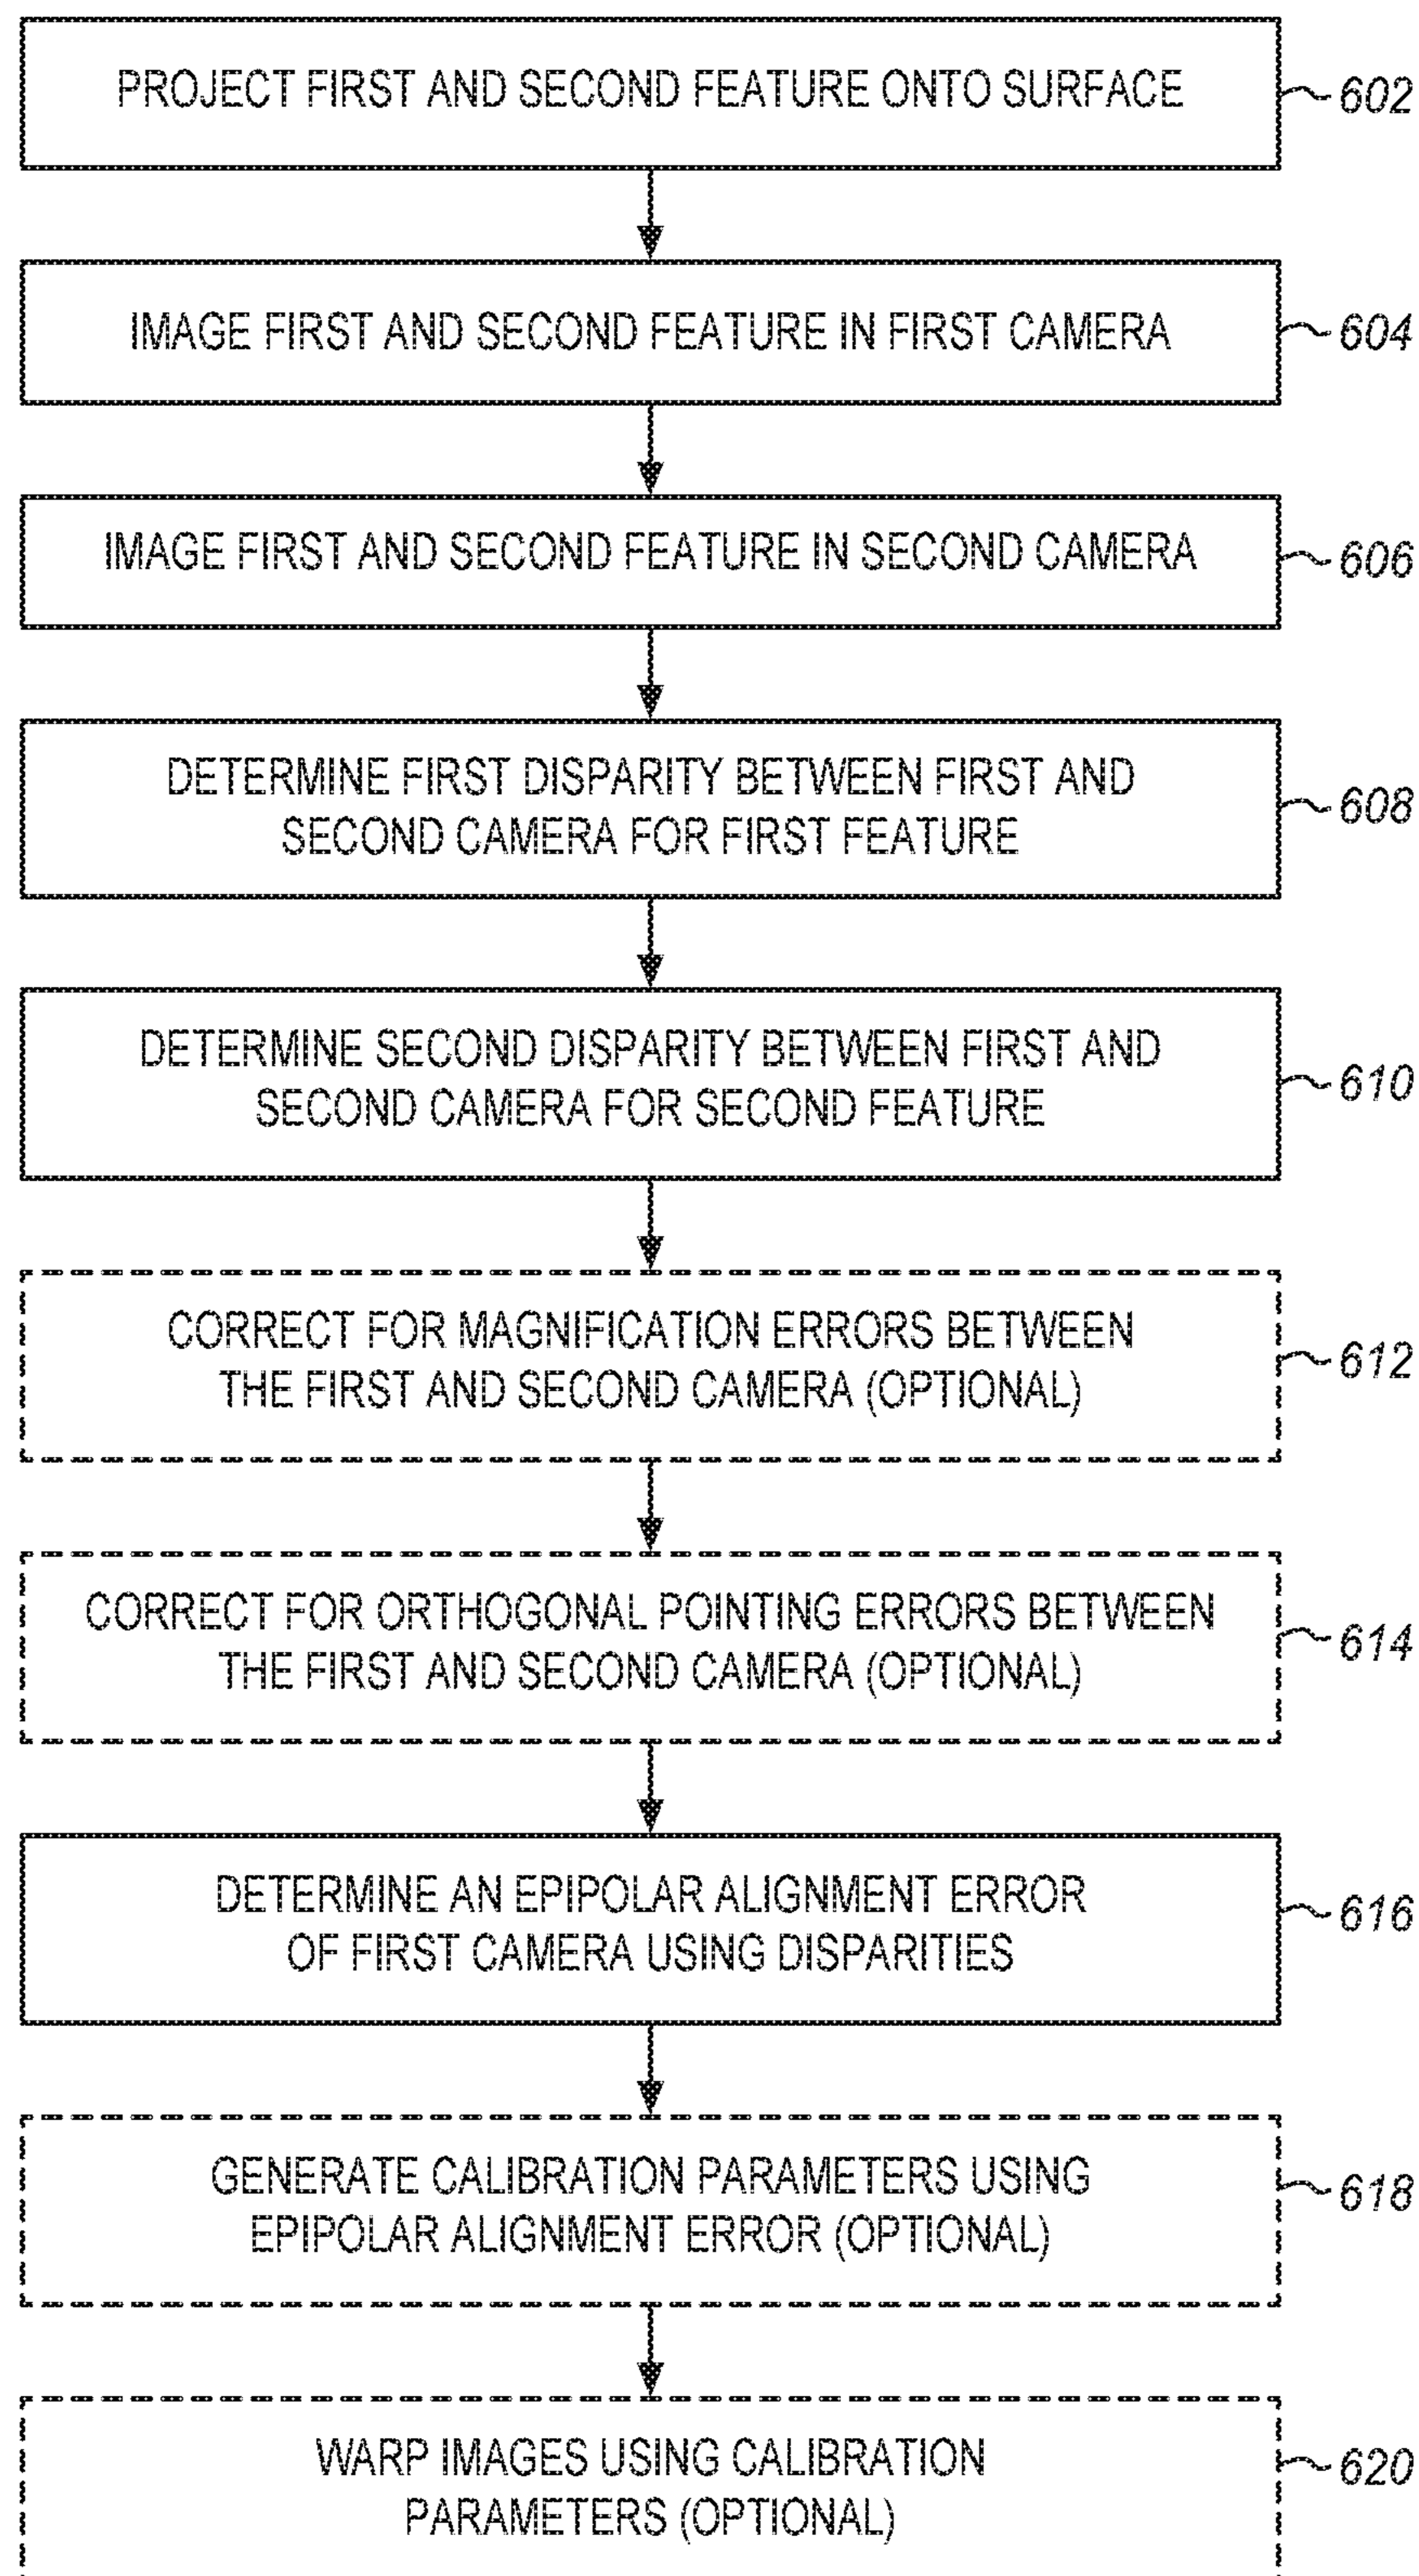 PROJECT FIRST AND SECOND FEATURE ONTO SURFACE
602
IMAGE FIRST AND SECOND FEATURE IN FIRST CAMERA
604
IMAGE FIRST AND SECOND FEATURE IN SECOND CAMERA
606
DETERMINE FIRST DISPARITY BETWEEN FIRST AND
SECOND CAMERA FOR FIRST FEATURE
608
DETERMINE SECOND DISPARITY BETWEEN FIRST AND
SECOND CAMERA FOR SECOND FEATURE
610
CORRECT FOR MAGNIFICATION ERRORS BETWEEN
THE FIRST AND SECOND CAMERA (OPTIONAL)
612
CORRECT FOR ORTHOGONAL POINTING ERRORS BETWEEN
THE FIRST AND SECOND CAMERA (OPTIONAL)
614
DETERMINE AN EPIPOLAR ALIGNMENT ERROR
OF FIRST CAMERA USING DISPARITIES
616
GENERATE CALIBRATION PARAMETERS USING
EPIPOLAR ALIGNMENT ERROR (OPTIONAL)
618
WARP IMAGES USING CALIBRATION
PARAMETERS (OPTIONAL)
620